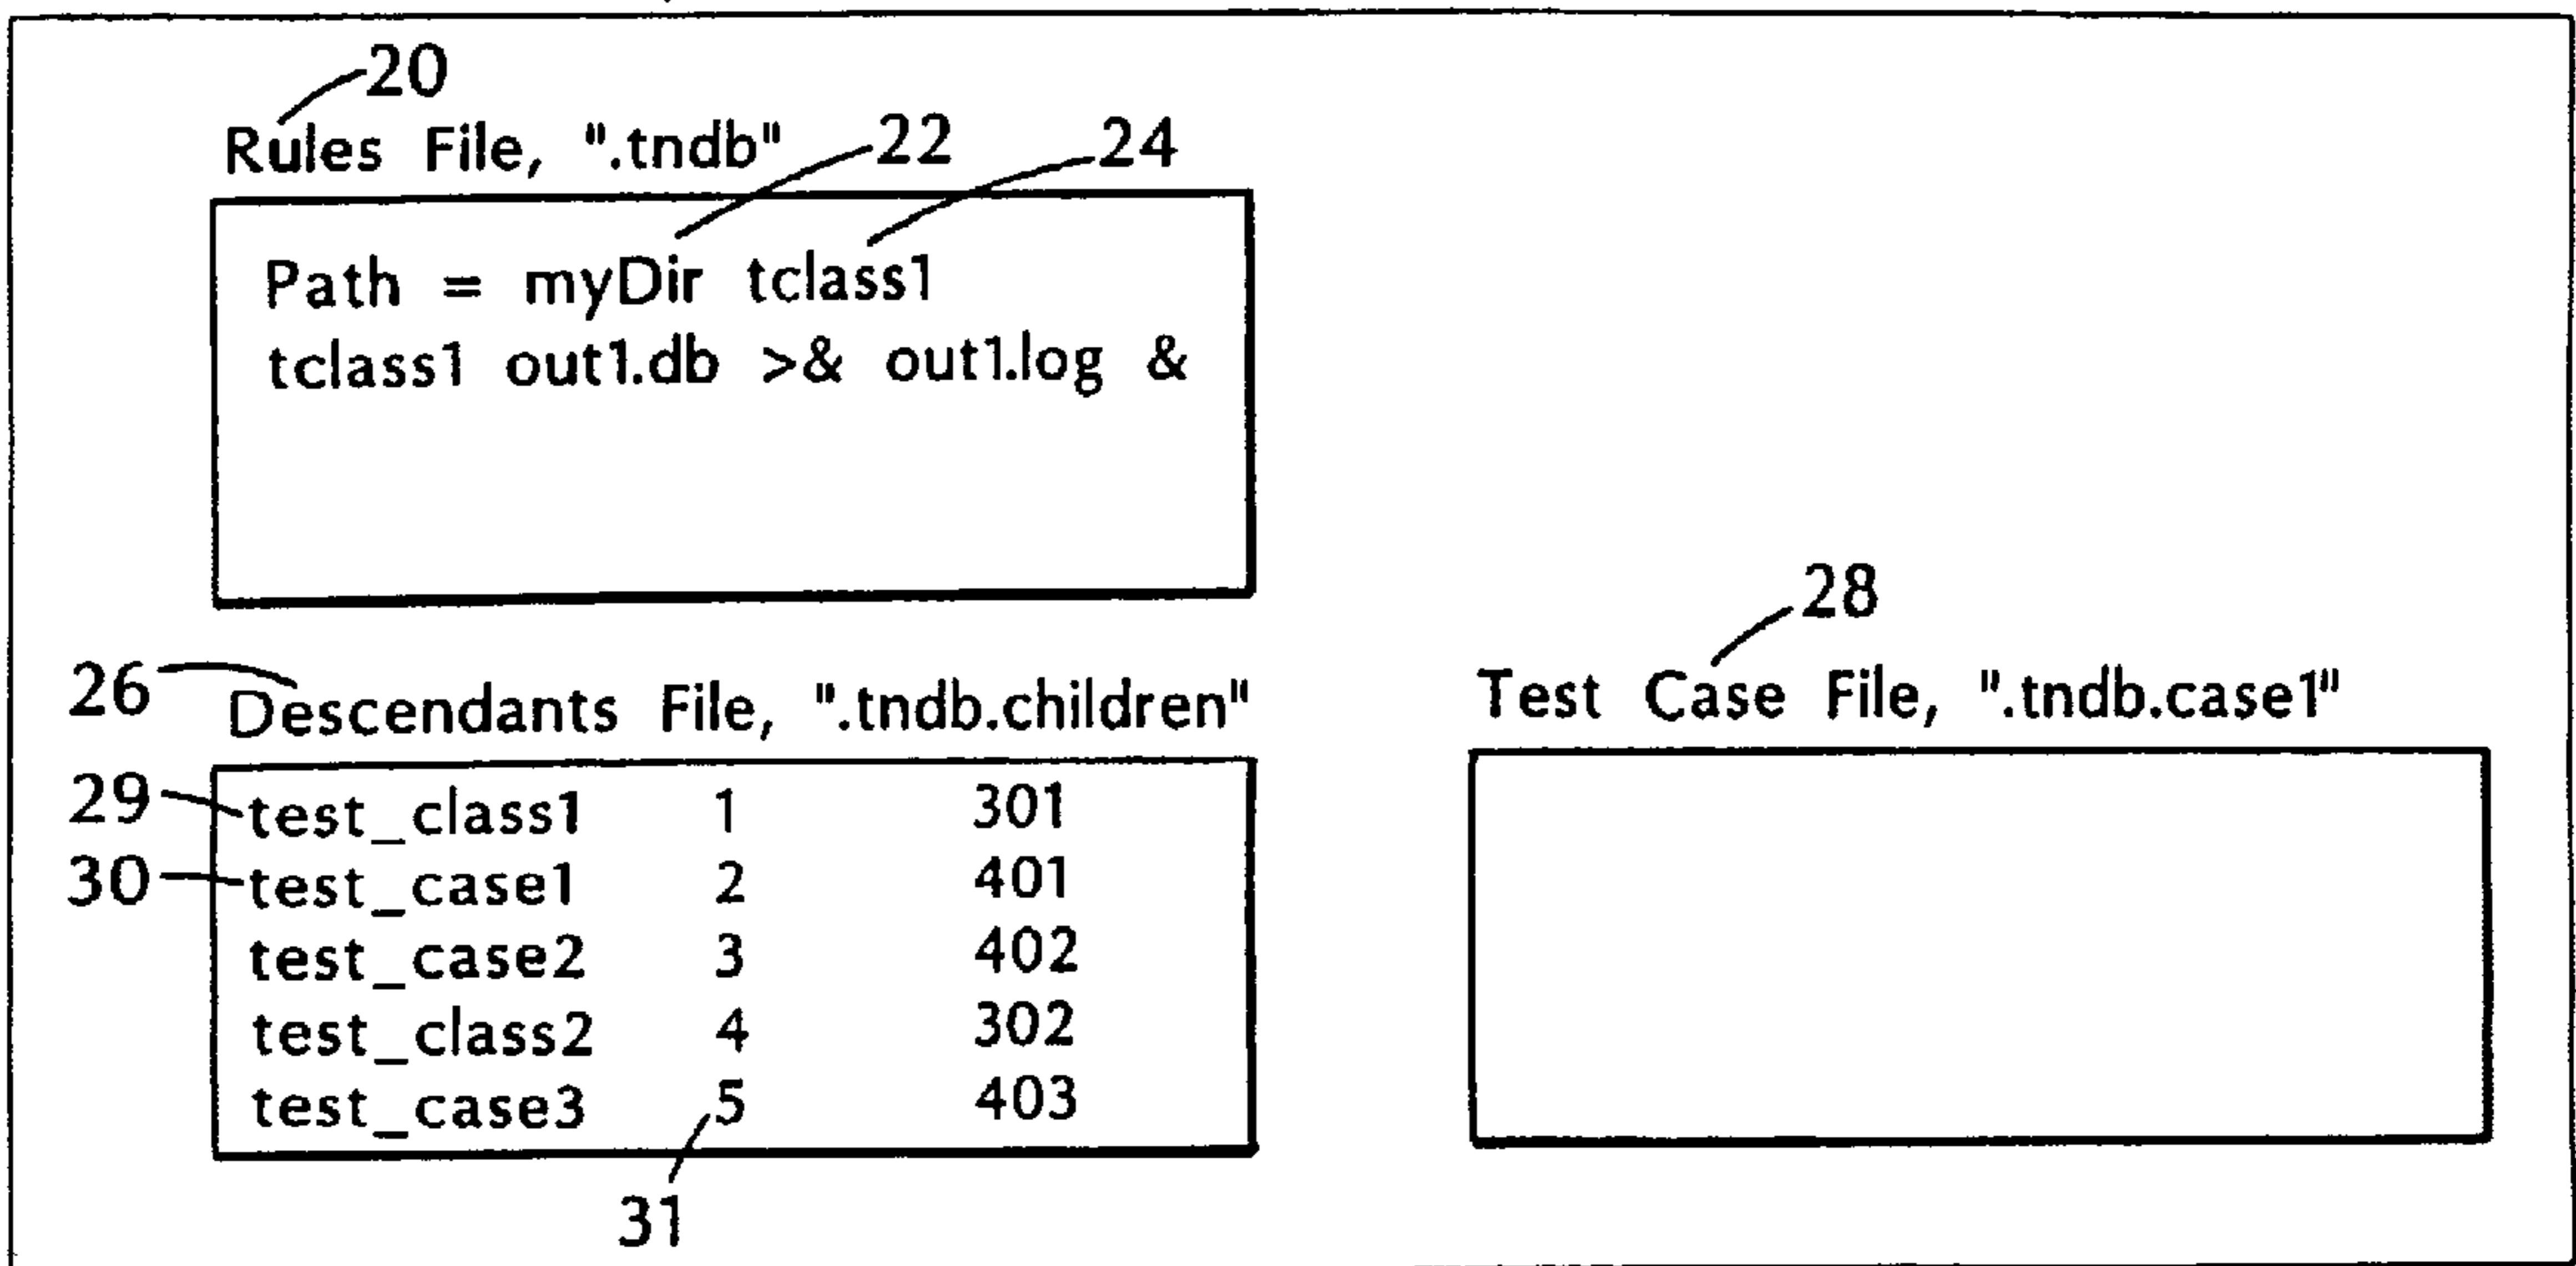 20
Rules File, ".tndb"
22
24
Path = myDir tclass1
tclass1 out1.db >& out1.log &
28
26
Descendants File, ".tndb.children"
Test Case File, ".tndb.case1"
29
test_class1 1 301
30
test_case1 2 401
test_case2 3 402
test_class2 4 302
test_case3 5 403
31